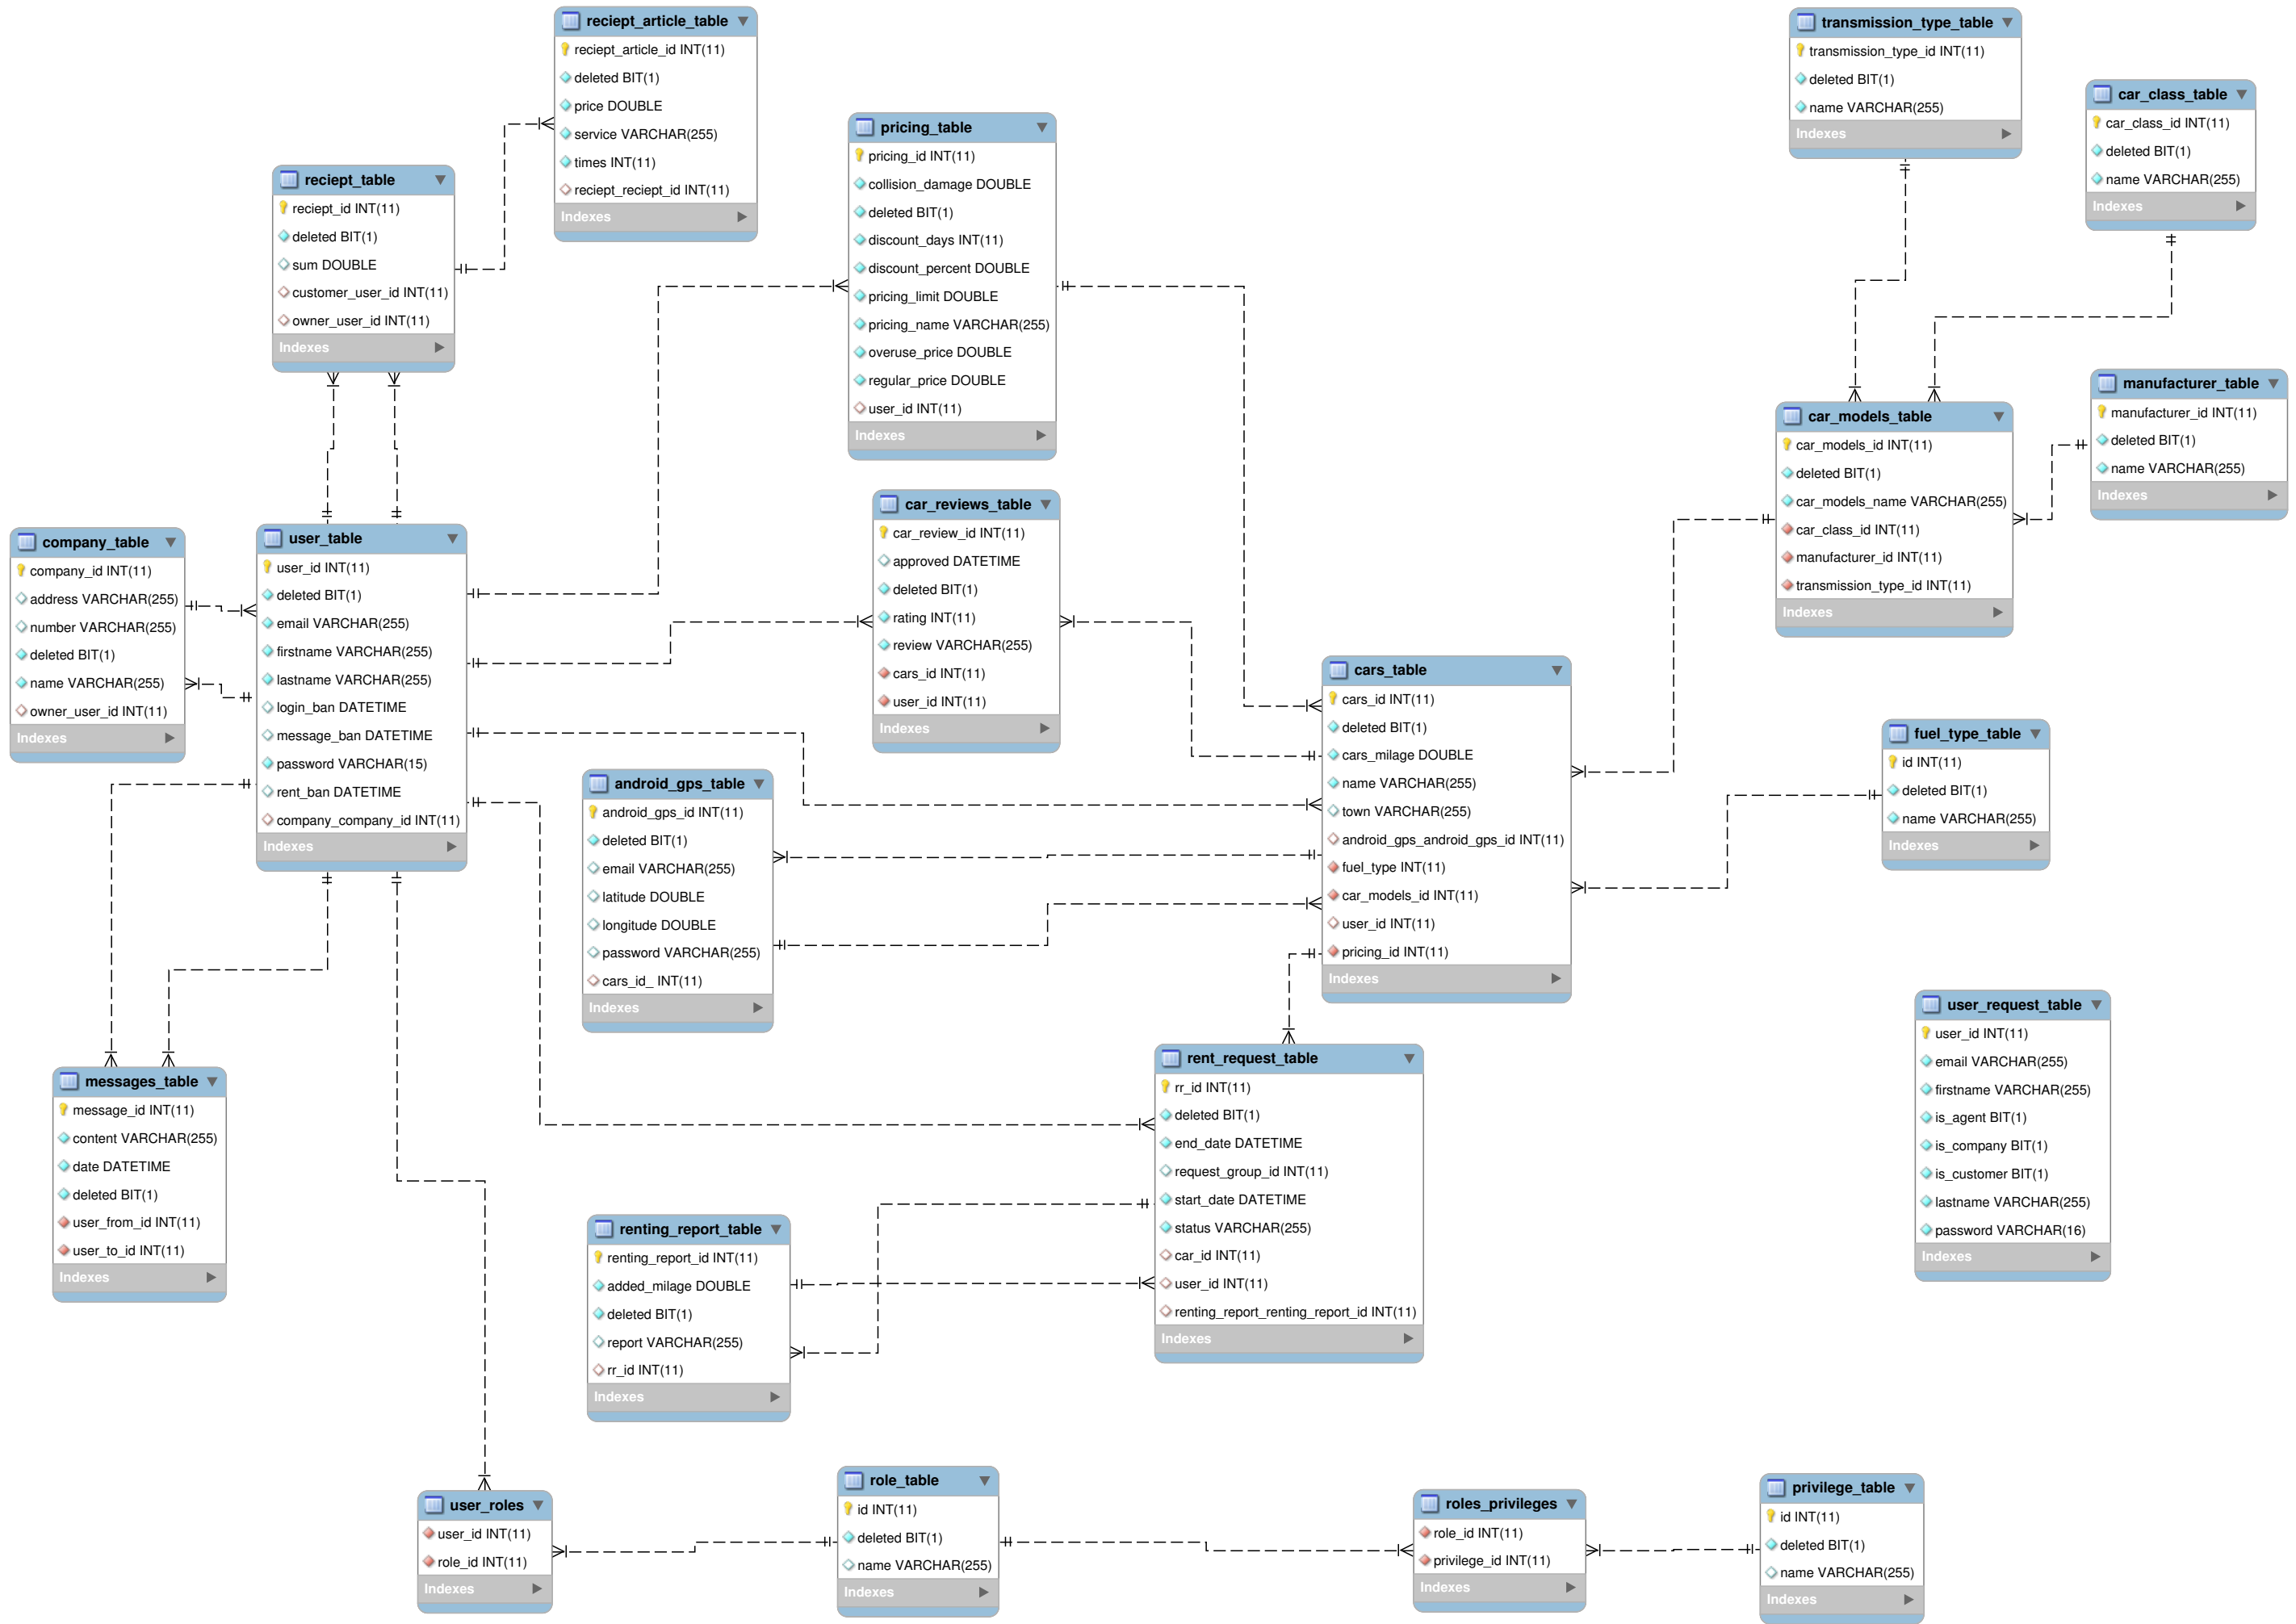 reciept_article_table
reciept_article_id INT(11)
deleted BIT(1)
price DOUBLE
service VARCHAR(255)
times INT(11)
reciept_reciept_id INT(11)
Indexes
transmission_type_table
transmission_type_id INT(11)
deleted BIT(1)
name VARCHAR(255)
Indexes
car_class_table
car_class_id INT(11)
deleted BIT(1)
name VARCHAR(255)
Indexes
pricing_table
pricing_id INT(11)
collision_damage DOUBLE
deleted BIT(1)
discount_days INT(11)
discount_percent DOUBLE
pricing_limit DOUBLE
pricing_name VARCHAR(255)
overuse_price DOUBLE
regular_price DOUBLE
user_id INT(11)
Indexes
reciept_table
reciept_id INT(11)
deleted BIT(1)
sum DOUBLE
customer_user_id INT(11)
owner_user_id INT(11)
Indexes
manufacturer_table
manufacturer_id INT(11)
deleted BIT(1)
name VARCHAR(255)
Indexes
car_models_table
car_models_id INT(11)
deleted BIT(1)
car_models_name VARCHAR(255)
car_class_id INT(11)
manufacturer_id INT(11)
transmission_type_id INT(11)
Indexes
car_reviews_table
car_review_id INT(11)
approved DATETIME
deleted BIT(1)
rating INT(11)
review VARCHAR(255)
cars_id INT(11)
user_id INT(11)
Indexes
company_table
company_id INT(11)
address VARCHAR(255)
number VARCHAR(255)
deleted BIT(1)
name VARCHAR(255)
owner_user_id INT(11)
Indexes
user_table
user_id INT(11)
deleted BIT(1)
email VARCHAR(255)
firstname VARCHAR(255)
lastname VARCHAR(255)
login_ban DATETIME
message_ban DATETIME
password VARCHAR(15)
rent_ban DATETIME
company_company_id INT(11)
Indexes
cars_table
cars_id INT(11)
deleted BIT(1)
cars_milage DOUBLE
name VARCHAR(255)
town VARCHAR(255)
android_gps_android_gps_id INT(11)
fuel_type INT(11)
car_models_id INT(11)
user_id INT(11)
pricing_id INT(11)
Indexes
fuel_type_table
id INT(11)
deleted BIT(1)
name VARCHAR(255)
Indexes
android_gps_table
android_gps_id INT(11)
deleted BIT(1)
email VARCHAR(255)
latitude DOUBLE
longitude DOUBLE
password VARCHAR(255)
cars_id_ INT(11)
Indexes
user_request_table
user_id INT(11)
email VARCHAR(255)
firstname VARCHAR(255)
is_agent BIT(1)
is_company BIT(1)
is_customer BIT(1)
lastname VARCHAR(255)
password VARCHAR(16)
Indexes
rent_request_table
rr_id INT(11)
deleted BIT(1)
end_date DATETIME
request_group_id INT(11)
start_date DATETIME
status VARCHAR(255)
car_id INT(11)
user_id INT(11)
renting_report_renting_report_id INT(11)
Indexes
messages_table
message_id INT(11)
content VARCHAR(255)
date DATETIME
deleted BIT(1)
user_from_id INT(11)
user_to_id INT(11)
Indexes
renting_report_table
renting_report_id INT(11)
added_milage DOUBLE
deleted BIT(1)
report VARCHAR(255)
rr_id INT(11)
Indexes
user_roles
user_id INT(11)
role_id INT(11)
Indexes
role_table
id INT(11)
deleted BIT(1)
name VARCHAR(255)
Indexes
roles_privileges
role_id INT(11)
privilege_id INT(11)
Indexes
privilege_table
id INT(11)
deleted BIT(1)
name VARCHAR(255)
Indexes